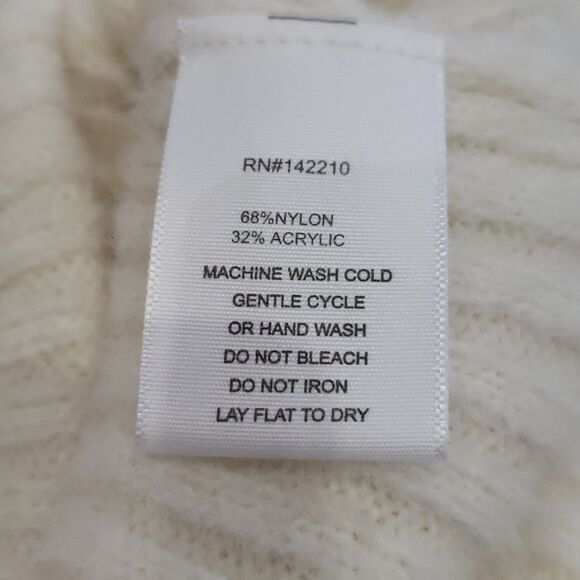 RN#142210
68%NYLON
32% ACRYLIC
MACHINE WASH COLD
GENTLE CYCLE
OR HAND WASH
DO NOT BLEACH
DO NOT IRON
LAY FLAT TO DRY